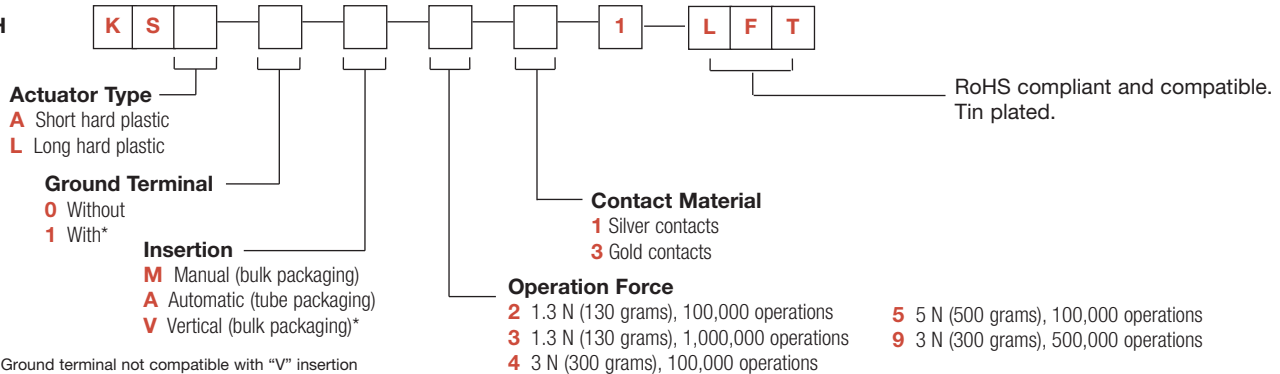 H
K S 1 L F T
Actuator Type
A Short hard plastic
L Long hard plastic
RoHS compliant and compatible.
Tin plated.
Ground Terminal
0 Without
1 With*
Insertion
M Manual (bulk packaging)
A Automatic (tube packaging)
V Vertical (bulk packaging)*
Ground terminal not compatible with “V” insertion
Contact Material
1 Silver contacts
3 Gold contacts
Operation Force
2 1.3 N (130 grams), 100,000 operations
3 1.3 N (130 grams), 1,000,000 operations
4 3 N (300 grams), 100,000 operations
5 5 N (500 grams), 100,000 operations
9 3 N (300 grams), 500,000 operations